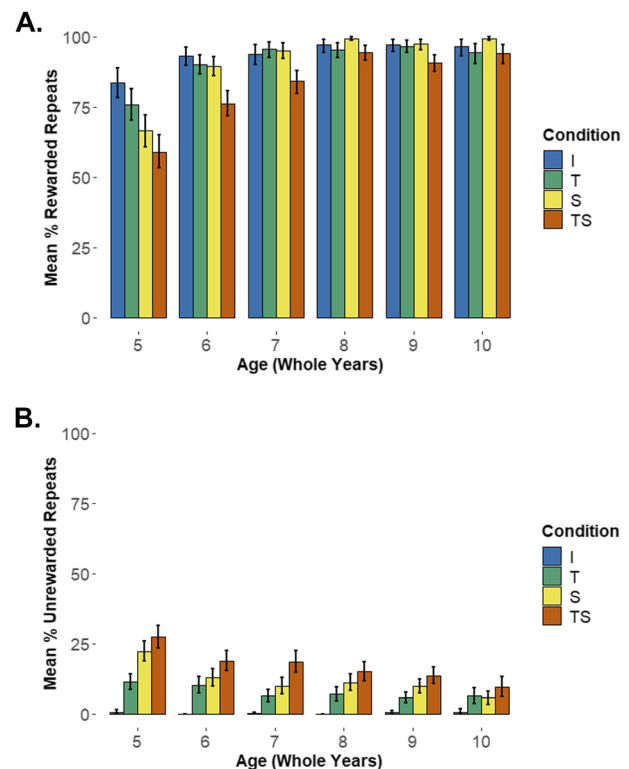 A.
100
75
50
25
0
Mean % Rewarded Repeats
5 6 7 8 9 10
Age (Whole Years)
Condition
I
T
S
TS
B.
100
75
50
25
0
Mean % Unrewarded Repeats
5 6 7 8 9 10
Age (Whole Years)
Condition
I
T
S
TS